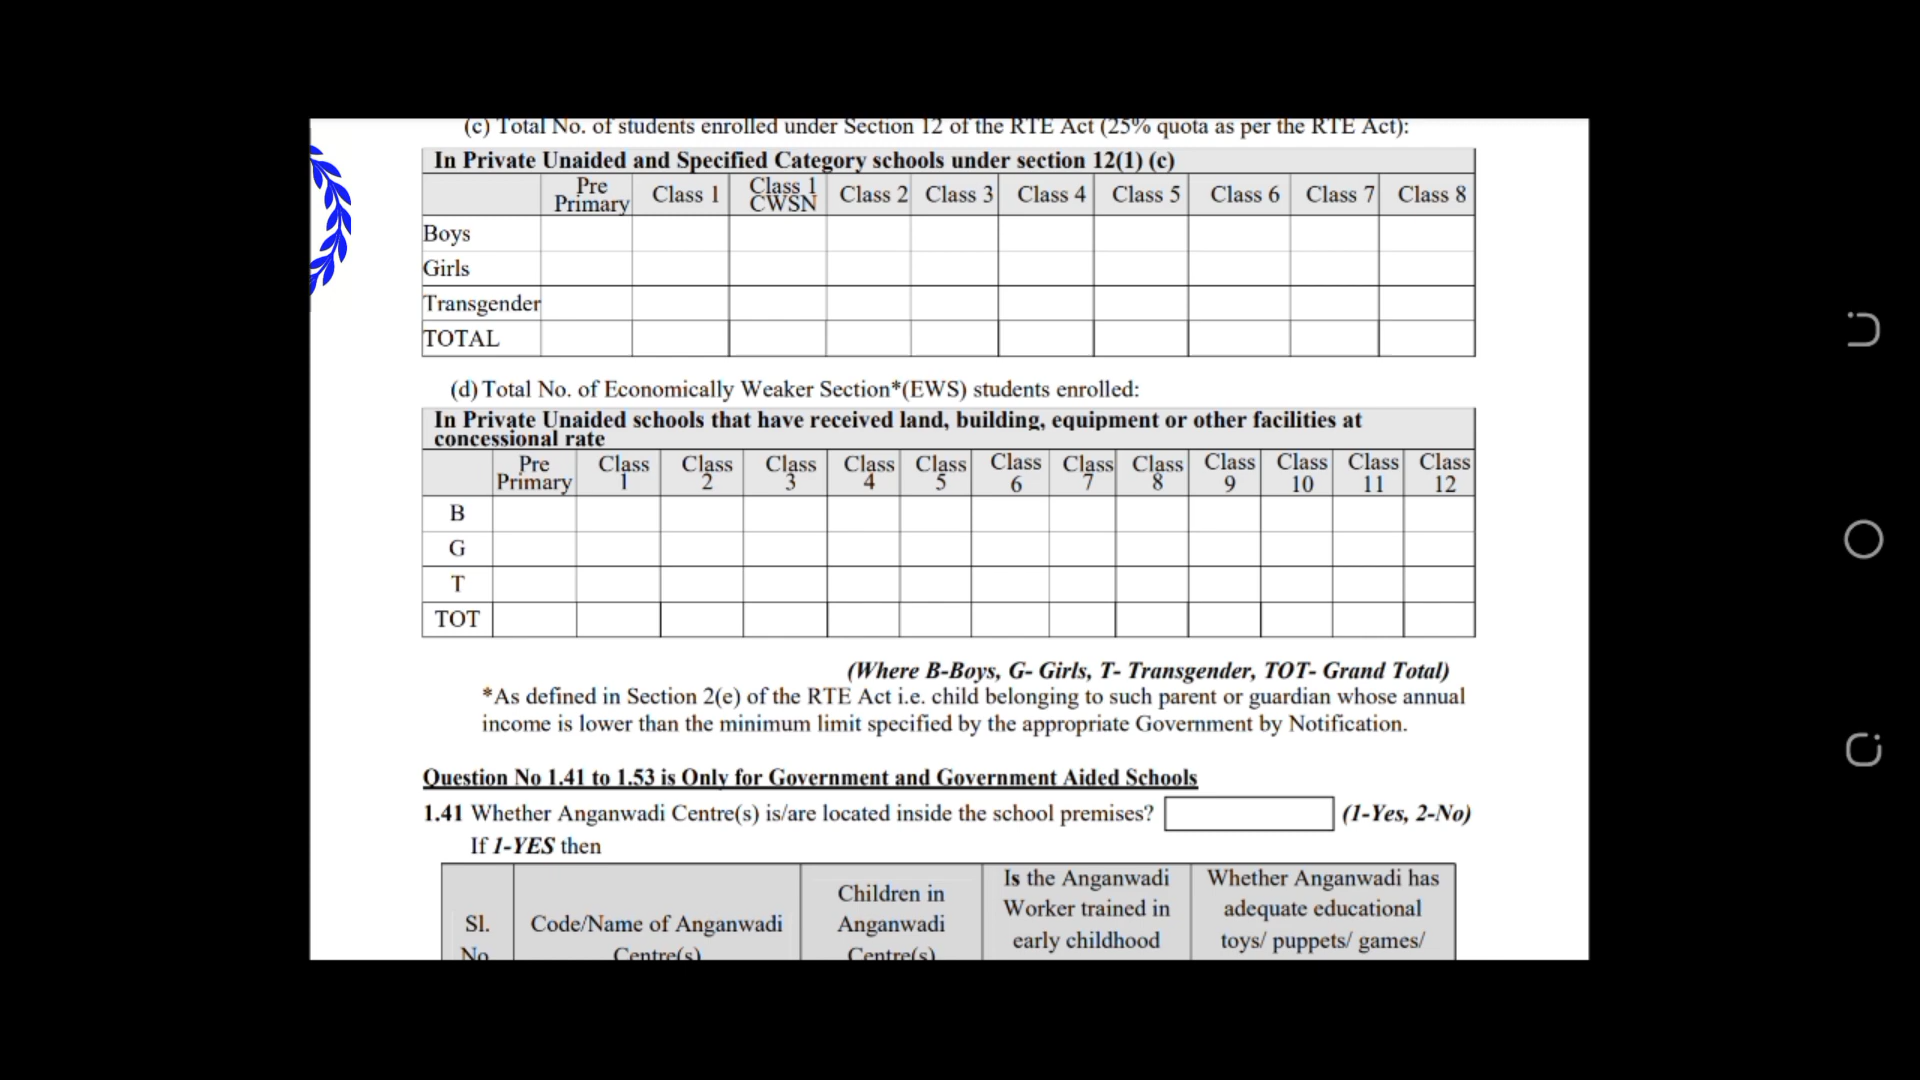 (c) Total No. of students enrolled under Section 12 of the RTE Act (25% quota as per the RTE Act):
In Private Unaided and Specified Category schools under section 12(1) (c)
Pre Primary Class 1 Class 1 CWSN Class 2 Class 3 Class 4 Class 5 Class 6 Class 7 Class 8
Boys
Girls
Transgender
TOTAL
(d) Total No. of Economically Weaker Section*(EWS) students enrolled:
In Private Unaided schools that have received land, building, equipment or other facilities at
concessional rate
Pre Primary Class 1 Class 2 Class 3 Class 4 Class 5 Class 6 Class 7 Class 8 Class 9 Class 10 Class 11 Class 12
B
G
T
TOT
(Where B-Boys, G- Girls, T- Transgender, TOT- Grand Total)
*As defined in Section 2(e) of the RTE Act i.e. child belonging to such parent or guardian whose annual
income is lower than the minimum limit specified by the appropriate Government by Notification.
Question No 1.41 to 1.53 is Only for Government and Government Aided Schools
1.41 Whether Anganwadi Centre(s) is/are located inside the school premises? (1-Yes, 2-No)
If 1-YES then
Sl. No
Code/Name of Anganwadi Centre(s)
Children in Anganwadi Centre(s)
Is the Anganwadi Worker trained in early childhood
Whether Anganwadi has adequate educational toys/ puppets/ games/